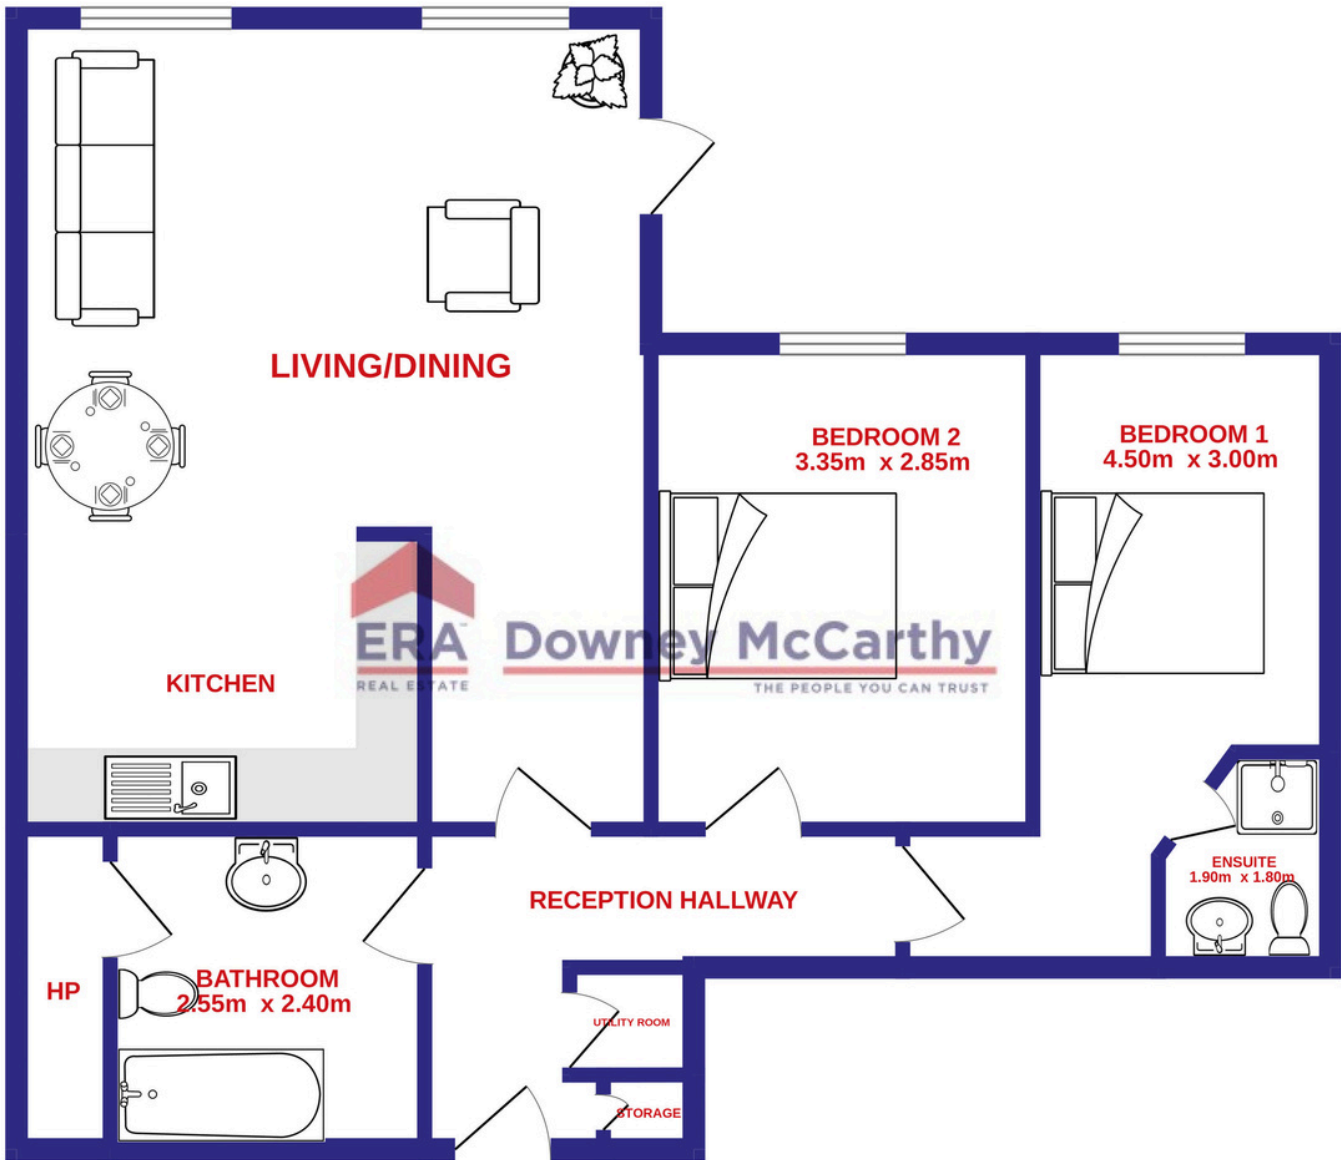 LIVING/DINING
BEDROOM 2
3.35m x 2.85m
BEDROOM 1
4.50m x 3.00m
ERA™ Downey McCarthy
REAL ESTATE
THE PEOPLE YOU CAN TRUST
KITCHEN
ENSUITE
1.90m x 1.80m
RECEPTION HALLWAY
HP
BATHROOM
2.55m x 2.40m
UTILITY ROOM
STORAGE